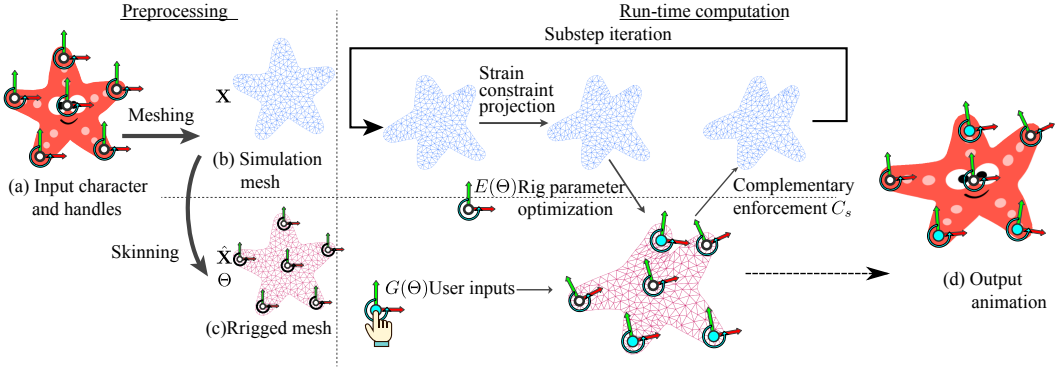 Preprocessing
Run-time computation
Substep iteration
Strain
constraint
projection
X
Meshing
(b) Simulation
mesh
(a) Input character
and handles
E(Θ)Rig parameter
optimization
Complementary
enforcement Cₛ
Skinning
X̂
Θ
(c)Rrigged mesh
G(Θ)User inputs
(d) Output
animation